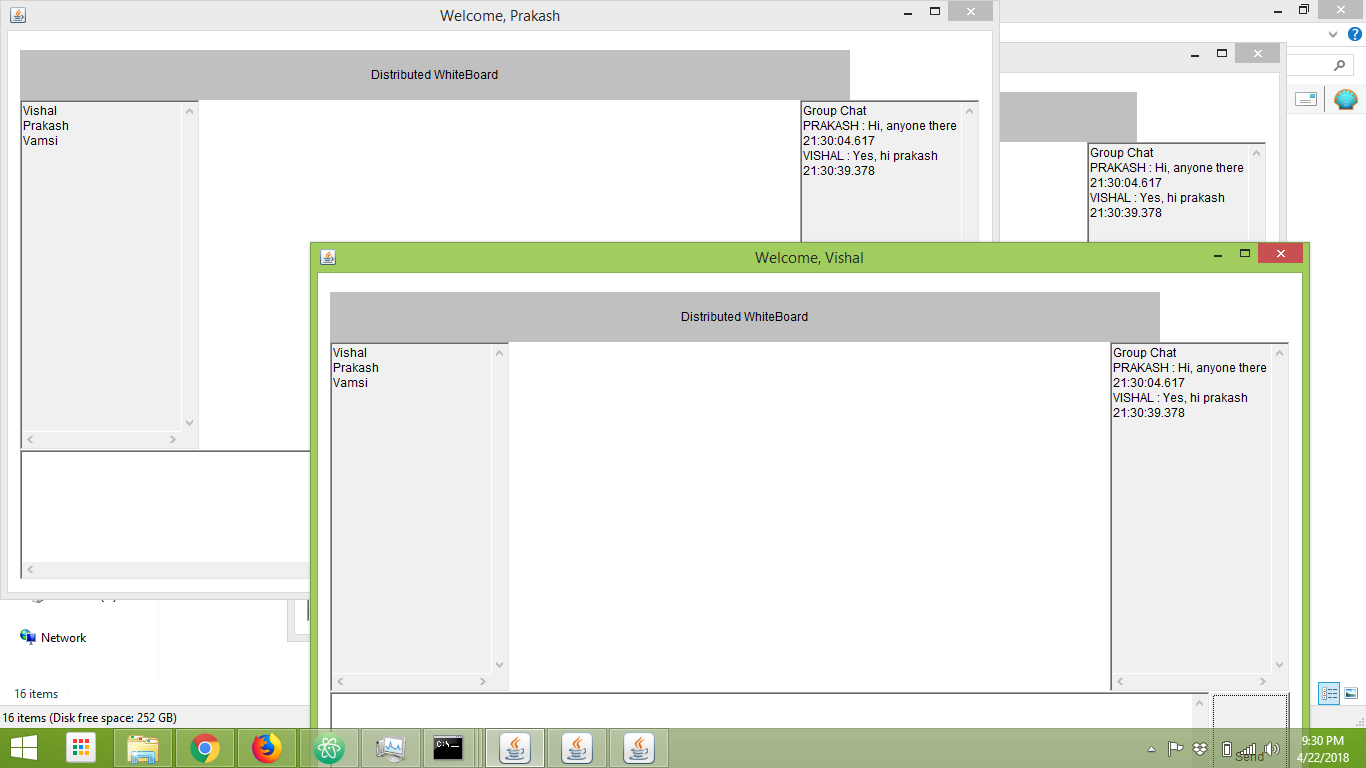 Welcome, Prakash
Distributed WhiteBoard
Vishal
Prakash
Vamsi
Group Chat
PRAKASH : Hi, anyone there
21:30:04.617
VISHAL : Yes, hi prakash
21:30:39.378
Group Chat
PRAKASH : Hi, anyone there
21:30:04.617
VISHAL : Yes, hi prakash
21:30:39.378
Welcome, Vishal
Distributed WhiteBoard
Vishal
Prakash
Vamsi
Group Chat
PRAKASH : Hi, anyone there
21:30:04.617
VISHAL : Yes, hi prakash
21:30:39.378
Network
16 items
16 items (Disk free space: 252 GB)
C:\.
Send
9:30 PM
4/22/2018